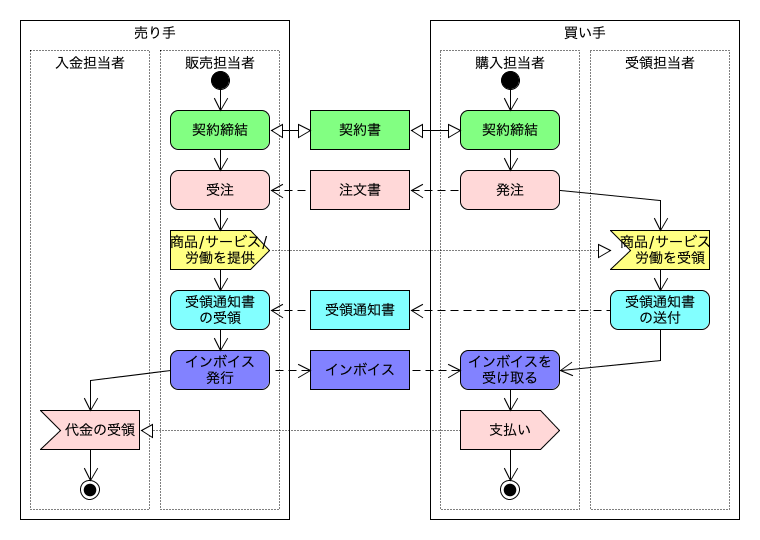 売り手
買い手
入金担当者
販売担当者
購入担当者
受領担当者
契約締結
契約書
契約締結
受注
注文書
発注
商品/サービス/
労働を提供
商品/サービス
労働を受領
受領通知書
の受領
受領通知書
受領通知書
の送付
インボイス
発行
インボイス
インボイスを
受け取る
代金の受領
支払い